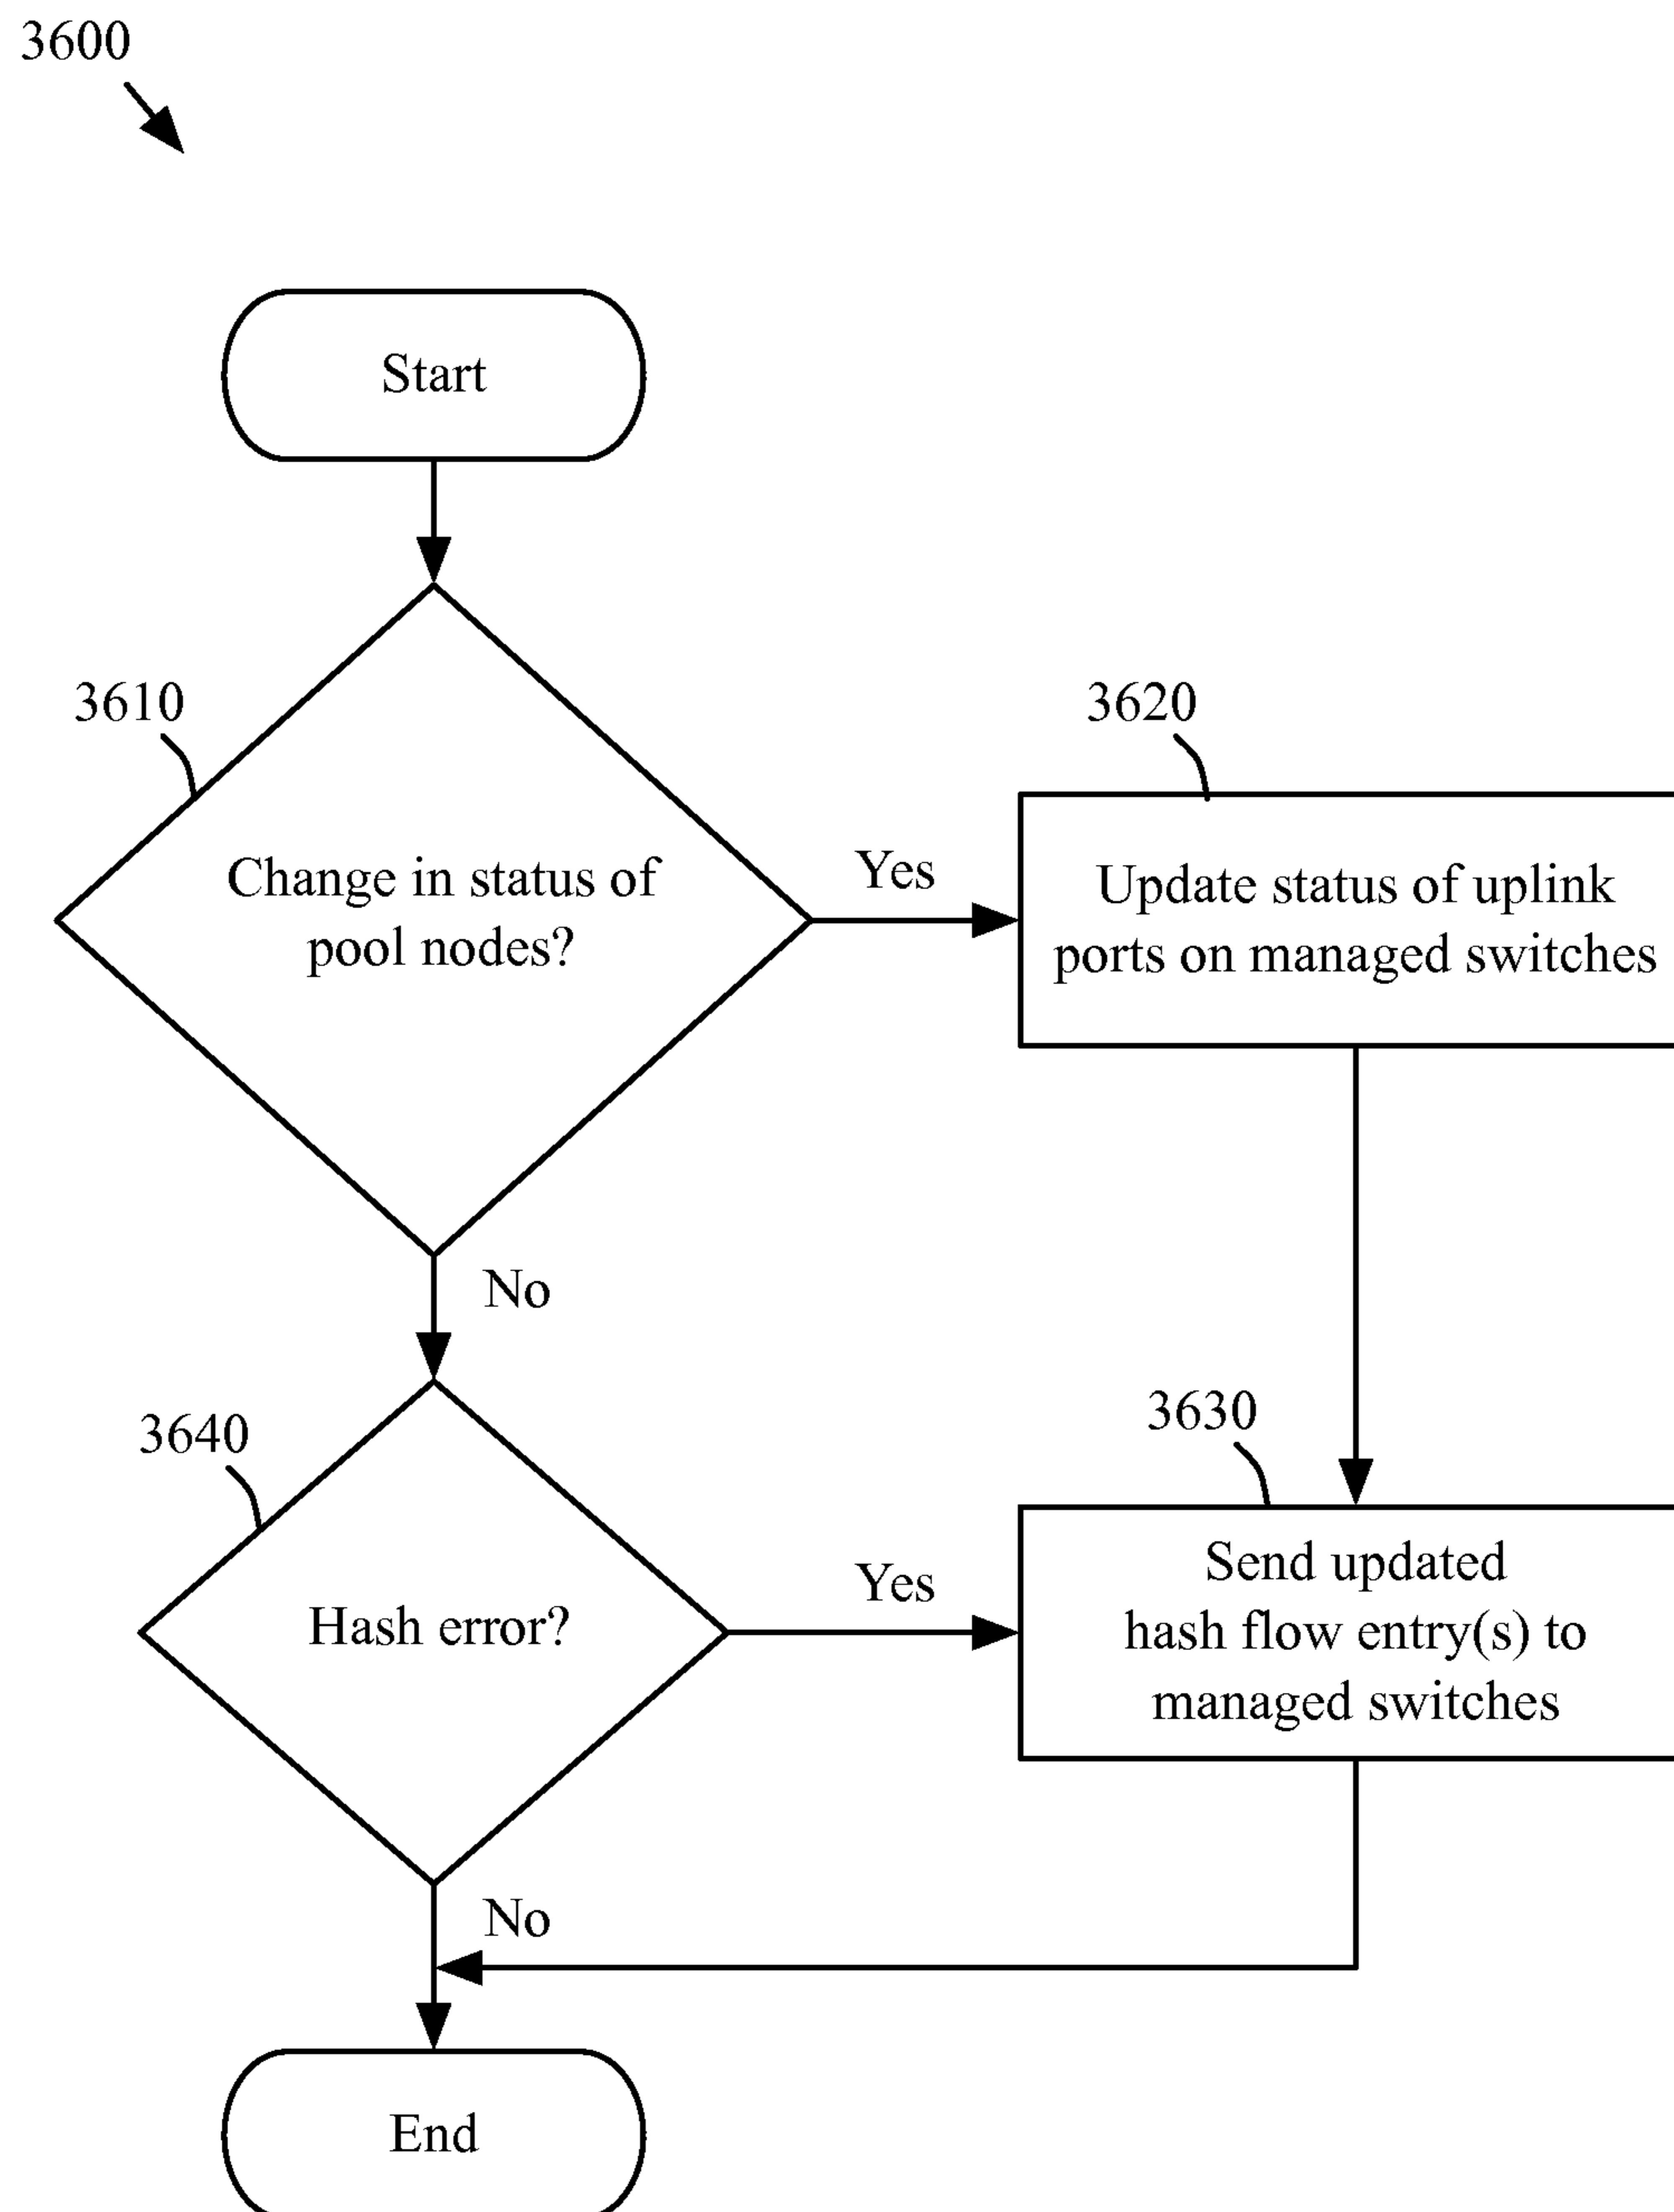 3600
Start
3610
Change in status of
pool nodes?
Yes
3620
Update status of uplink
ports on managed switches
No
3640
Hash error?
Yes
3630
Send updated
hash flow entry(s) to
managed switches
No
End